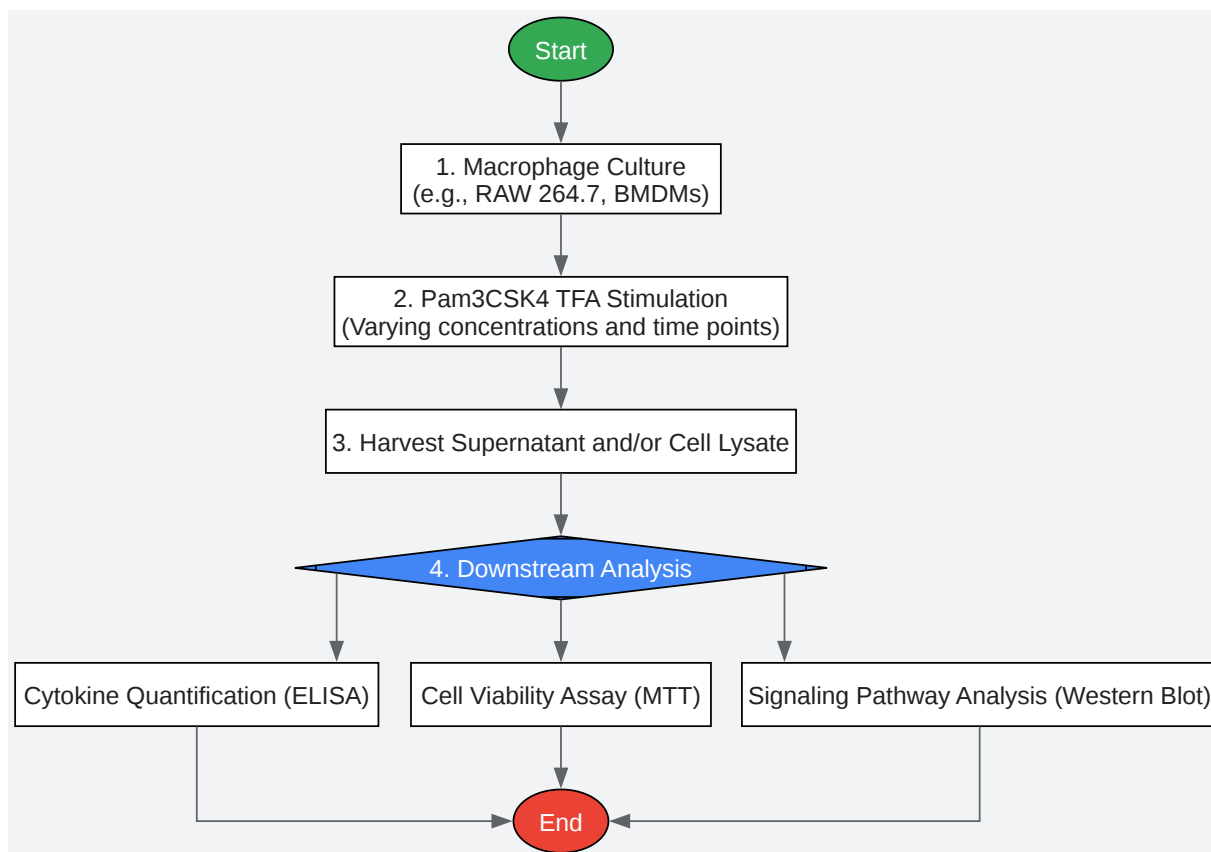 Start
1. Macrophage Culture
(e.g., RAW 264.7, BMDMs)
2. Pam3CSK4 TFA Stimulation
(Varying concentrations and time points)
3. Harvest Supernatant and/or Cell Lysate
4. Downstream Analysis
Cytokine Quantification (ELISA)
Cell Viability Assay (MTT)
Signaling Pathway Analysis (Western Blot)
End